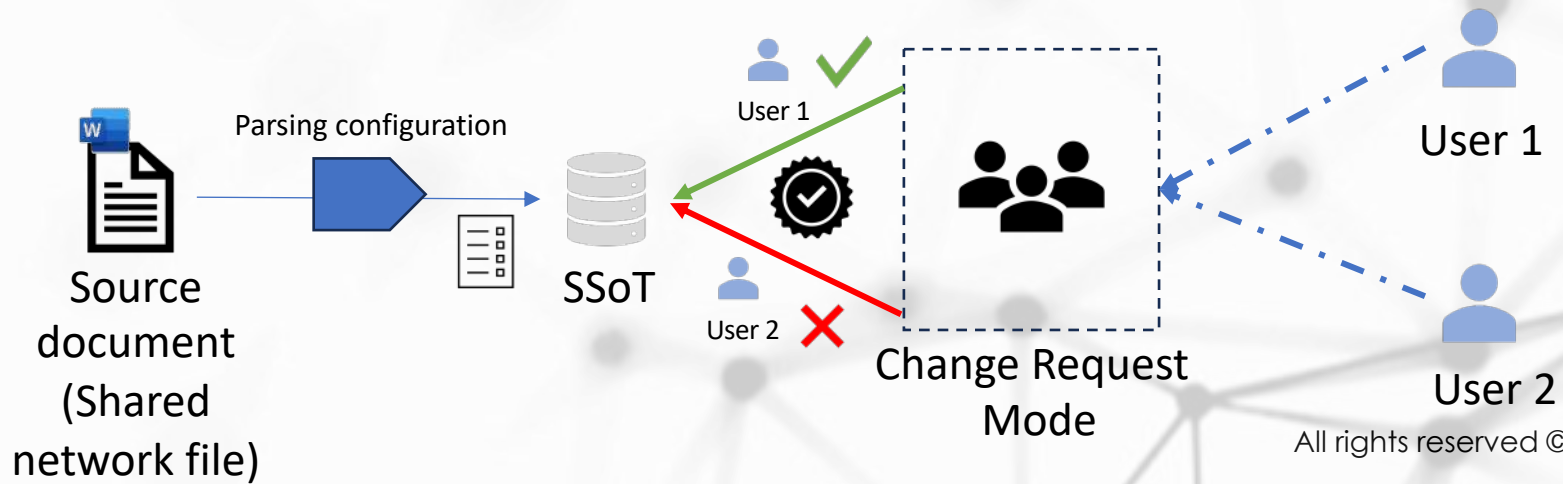 W
Source
document
(Shared
network file)
Parsing configuration
SSoT
User 1
User 2
Change Request
Mode
User 1
User 2
All rights reserved ©